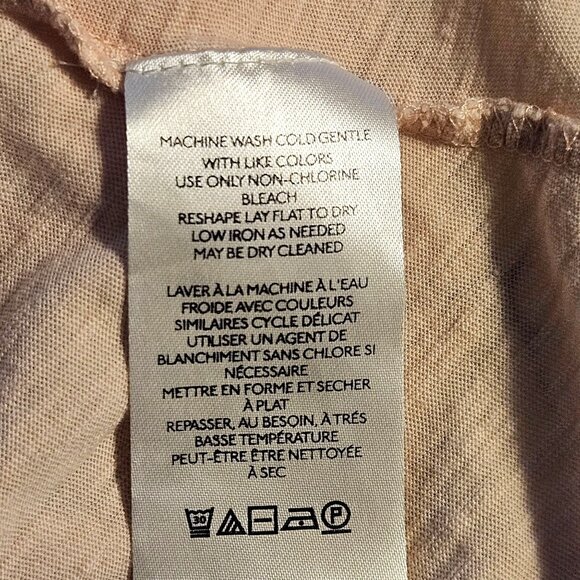 MACHINE WASH COLD GENTLE
WITH LIKE COLORS
USE ONLY NON-CHLORINE
BLEACH
RESHAPE LAY FLAT TO DRY
LOW IRON AS NEEDED
MAY BE DRY CLEANED
LAVER À LA MACHINE À L'EAU
FROIDE AVEC COULEURS
SIMILAIRES CYCLE DÉLICAT
UTILISER UN AGENT DE
BLANCHIMENT SANS CHLORE SI
NÉCESSAIRE
METTRE EN FORME ET SECHER
À PLAT
REPASSER, AU BESOIN, À TRÉS
BASSE TEMPÉRATURE
PEUT-ÊTRE ÊTRE NETTOYÉE
À SEC
30 P